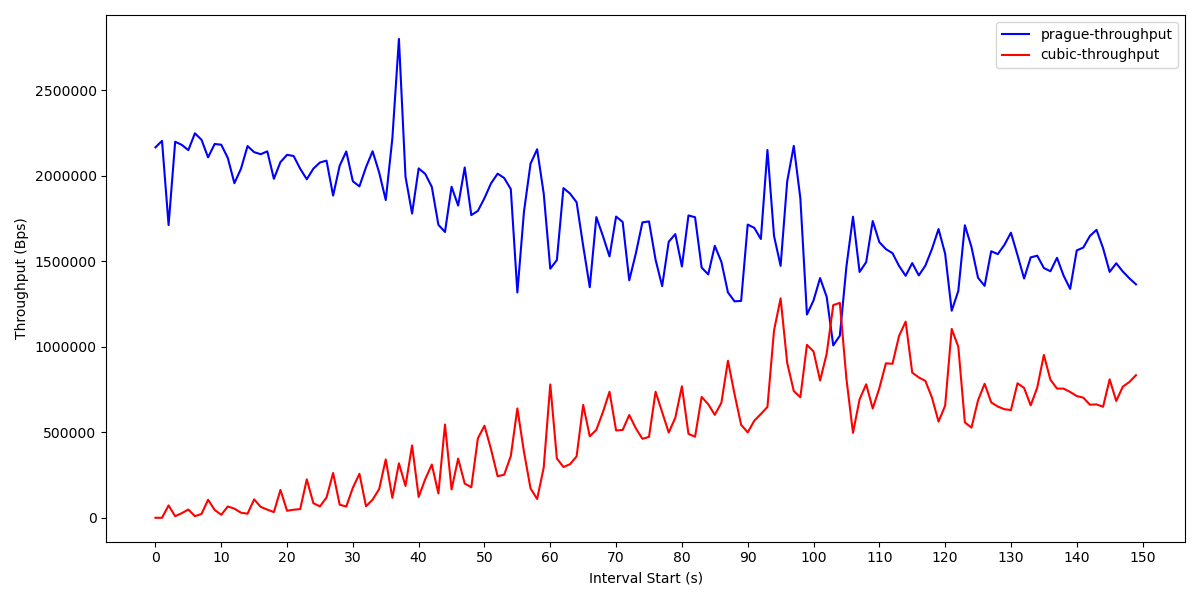 prague-throughput
cubic-throughput
Throughput (Bps)
2500000
2000000
1500000
1000000
500000
0
0 10 20 30 40 50 60 70 80 90 100 110 120 130 140 150
Interval Start (s)